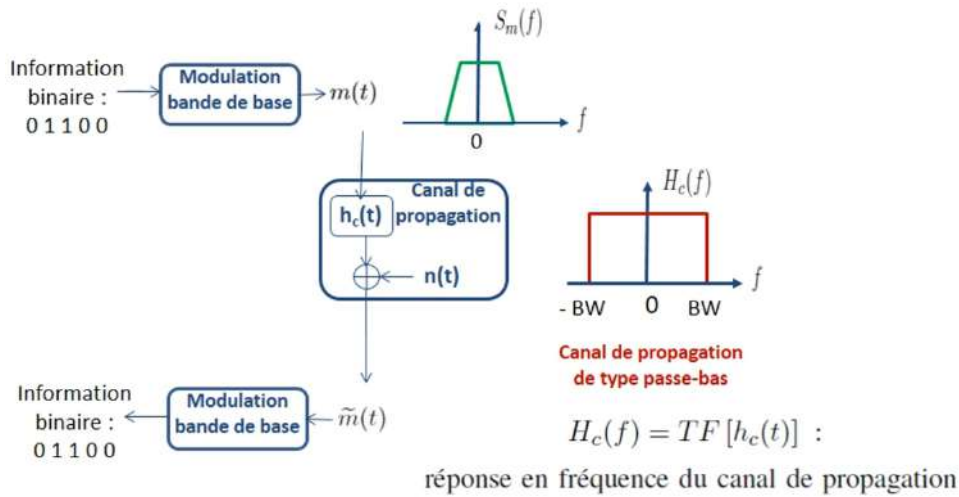 Information
binaire :
0 1 1 0 0
Modulation
bande de base
m(t)
S_m(f)
f
0
Canal de
propagation
h_c(t)
n(t)
H_c(f)
f
- BW
0
BW
Canal de propagation
de type passe-bas
Information
binaire :
0 1 1 0 0
Modulation
bande de base
m̃(t)
H_c(f) = TF [h_c(t)] :
réponse en fréquence du canal de propagation